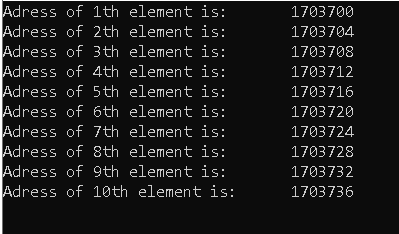 Adress of 1th element is: 1703700
Adress of 2th element is: 1703704
Adress of 3th element is: 1703708
Adress of 4th element is: 1703712
Adress of 5th element is: 1703716
Adress of 6th element is: 1703720
Adress of 7th element is: 1703724
Adress of 8th element is: 1703728
Adress of 9th element is: 1703732
Adress of 10th element is: 1703736